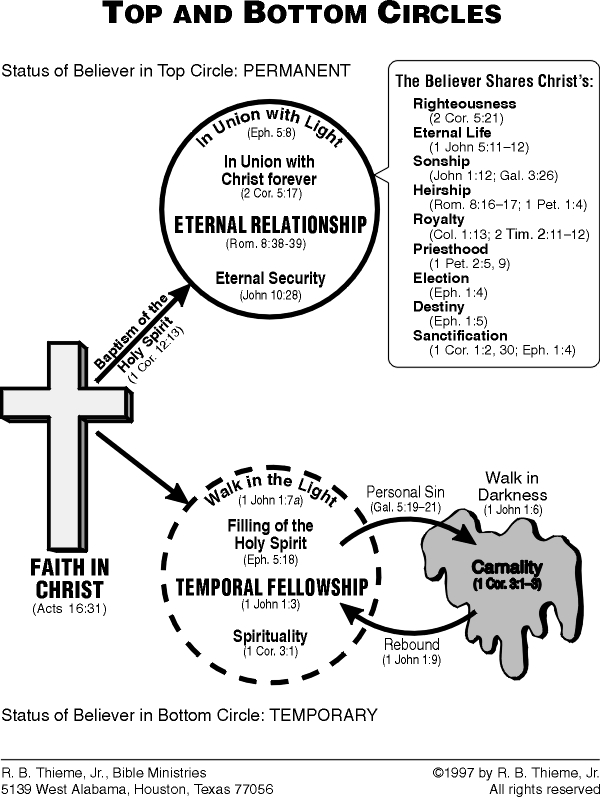 TOP AND BOTTOM CIRCLES
Status of Believer in Top Circle: PERMANENT
In Union with Light
(Eph. 5:8)
In Union with
Christ forever
(2 Cor. 5:17)
ETERNAL RELATIONSHIP
(Rom. 8:38-39)
Eternal Security
(John 10:28)
The Believer Shares Christ's:
Righteousness
(2 Cor. 5:21)
Eternal Life
(1 John 5:11–12)
Sonship
(John 1:12; Gal. 3:26)
Heirship
(Rom. 8:16–17; 1 Pet. 1:4)
Royalty
(Col. 1:13; 2 Tim. 2:11–12)
Priesthood
(1 Pet. 2:5, 9)
Election
(Eph. 1:4)
Destiny
(Eph. 1:5)
Sanctification
(1 Cor. 1:2, 30; Eph. 1:4)
Baptism of the
Holy Spirit
(1 Cor. 12:13)
FAITH IN
CHRIST
(Acts 16:31)
Walk in the Light
(1 John 1:7a)
Filling of the
Holy Spirit
(Eph. 5:18)
TEMPORAL FELLOWSHIP
(1 John 1:3)
Spirituality
(1 Cor. 3:1)
Personal Sin
(Gal. 5:19–21)
Walk in
Darkness
(1 John 1:6)
Carnality
(1 Cor. 3:1–3)
Rebound
(1 John 1:9)
Status of Believer in Bottom Circle: TEMPORARY
R. B. Thieme, Jr., Bible Ministries
5139 West Alabama, Houston, Texas 77056
©1997 by R. B. Thieme, Jr.
All rights reserved